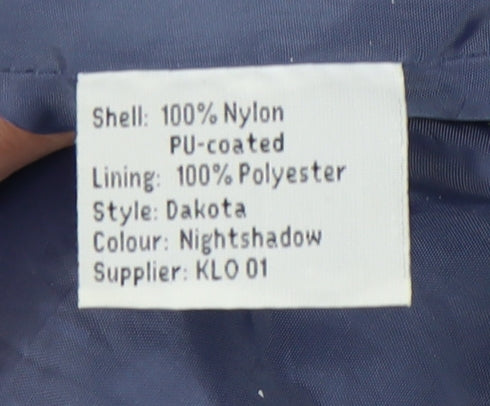 Shell: 100% Nylon
PU-coated
Lining: 100% Polyester
Style: Dakota
Colour: Nightshadow
Supplier: KLO 01